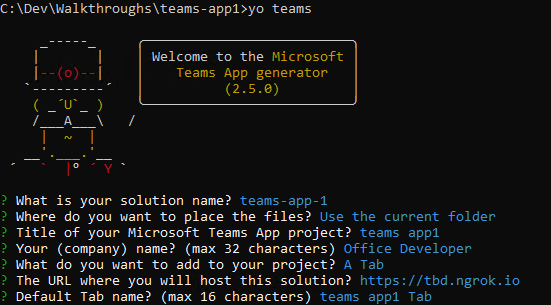 C:\Dev\Walkthroughs\teams-app1>yo teams
Welcome to the Microsoft
Teams App generator
(2.5.0)
? What is your solution name? teams-app-1
? Where do you want to place the files? Use the current folder
? Title of your Microsoft Teams App project? teams app1
? Your (company) name? (max 32 characters) Office Developer
? What do you want to add to your project? A Tab
? The URL where you will host this solution? https://tbd.ngrok.io
? Default Tab name? (max 16 characters) teams app1 Tab